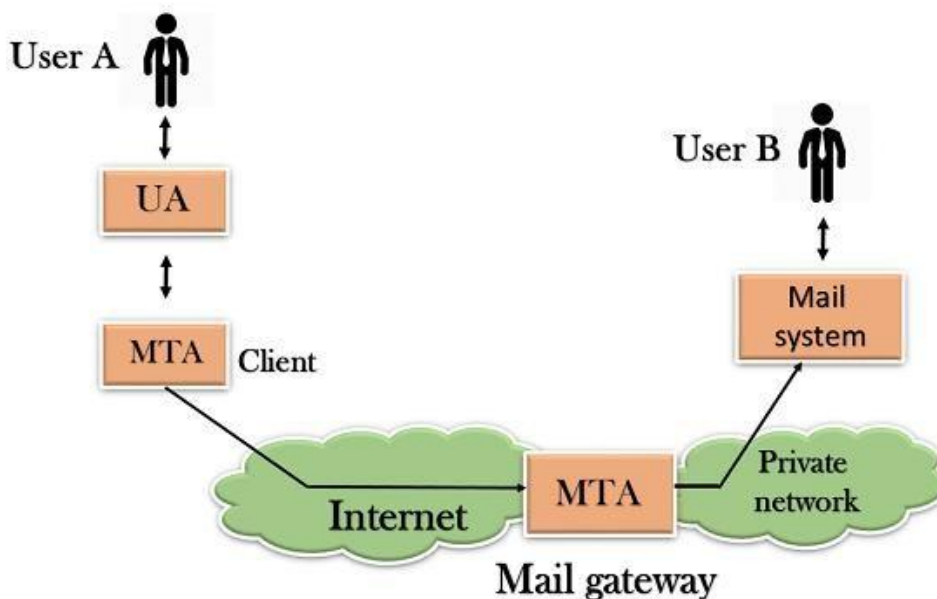 User A
UA
MTA
Client
User B
Mail
system
Internet
MTA
Private
network
Mail gateway